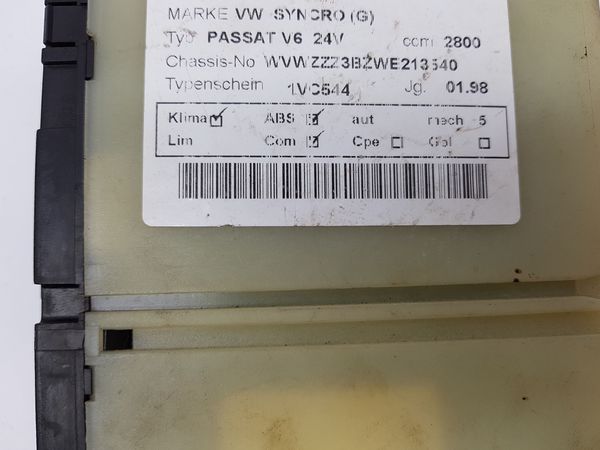 MARKE VW SYNCRO (G)
Typ PASSAT V6 24V ccm 2800
Chassis-No WVWZZZ3BZWE213540
Typenschein 1VC544 Jg. 01.98
Klima ABS aut mech 5
Lim Com Cpe Cbl